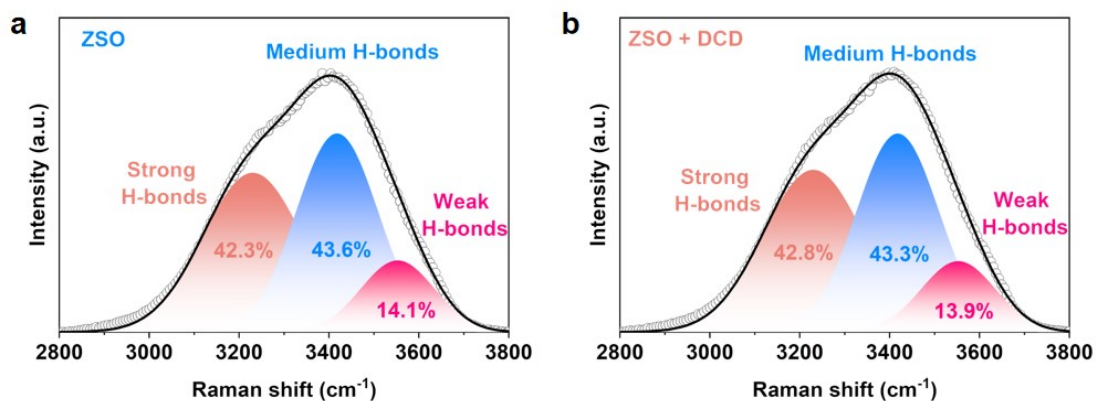 a
ZSO
Medium H-bonds
Strong
H-bonds
Weak
H-bonds
42.3%
43.6%
14.1%
Intensity (a.u.)
2800 3000 3200 3400 3600 3800
Raman shift (cm⁻¹)
b
ZSO + DCD
Medium H-bonds
Strong
H-bonds
Weak
H-bonds
42.8%
43.3%
13.9%
Intensity (a.u.)
2800 3000 3200 3400 3600 3800
Raman shift (cm⁻¹)